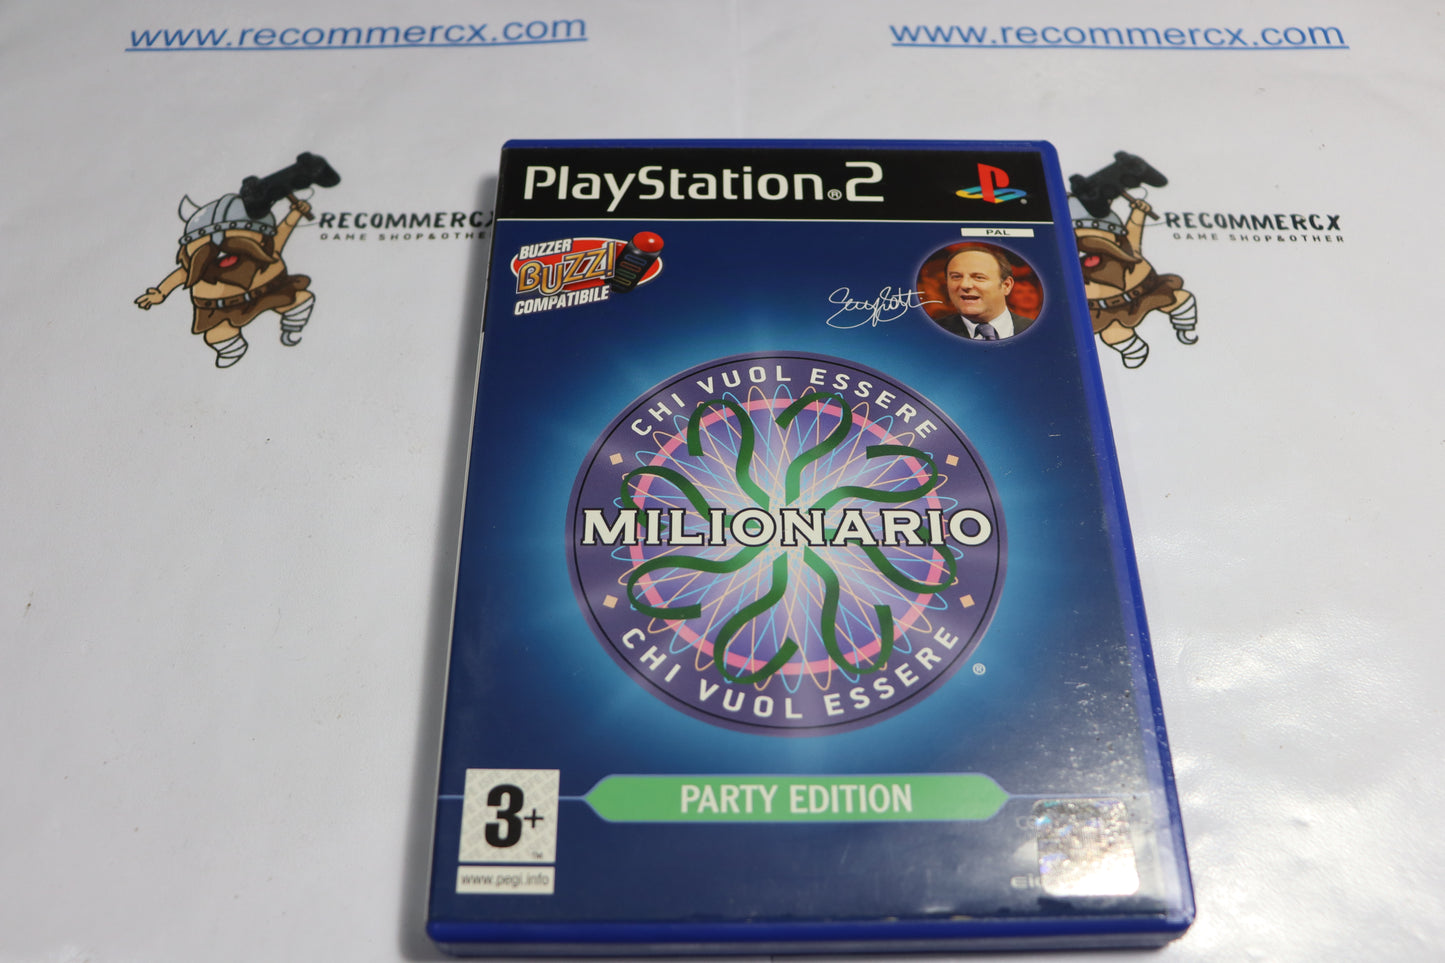 www.recommercx.com
www.recommercx.com
RECOMMERCX
GAME SHOP&OTHER
RECOMMERCX
GAME SHOP&OTHER
PlayStation®2
PAL
BUZZER
BUZZ!
COMPATIBILE
CHI VUOL ESSERE
MILIONARIO
CHI VUOL ESSERE
®
PARTY EDITION
3+
™
www.pegi.info